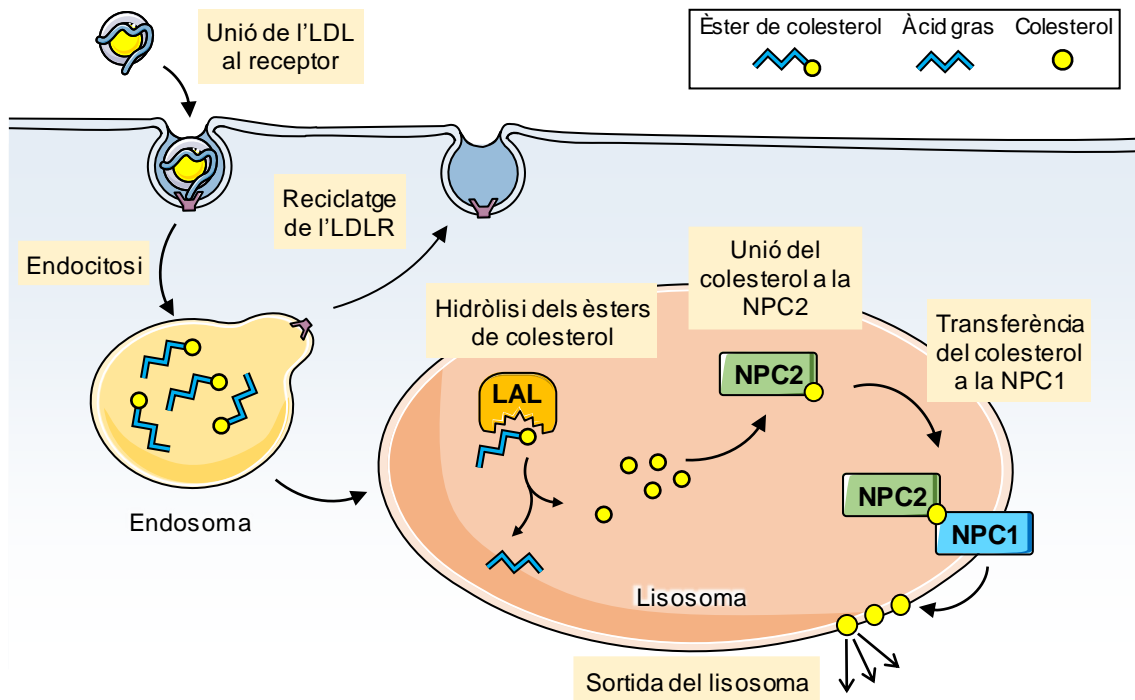 Unió de l'LDL
al receptor
Èster de colesterol
Àcid gras
Colesterol
Reciclatge
de l'LDLR
Endocitosi
Unió del
colesterol a la
NPC2
Hidròlisi dels èsters
de colesterol
Transferència
del colesterol
a la NPC1
LAL
NPC2
NPC2
NPC1
Endosoma
Lisosoma
Sortida del lisosoma